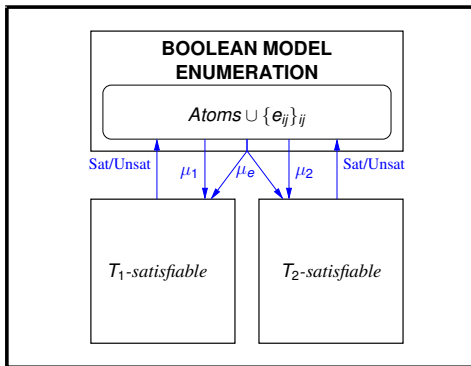 BOOLEAN MODEL
ENUMERATION
Atoms ∪ {e_ij}_ij
Sat/Unsat μ₁ μₑ μ₂ Sat/Unsat
T₁-satisfiable T₂-satisfiable